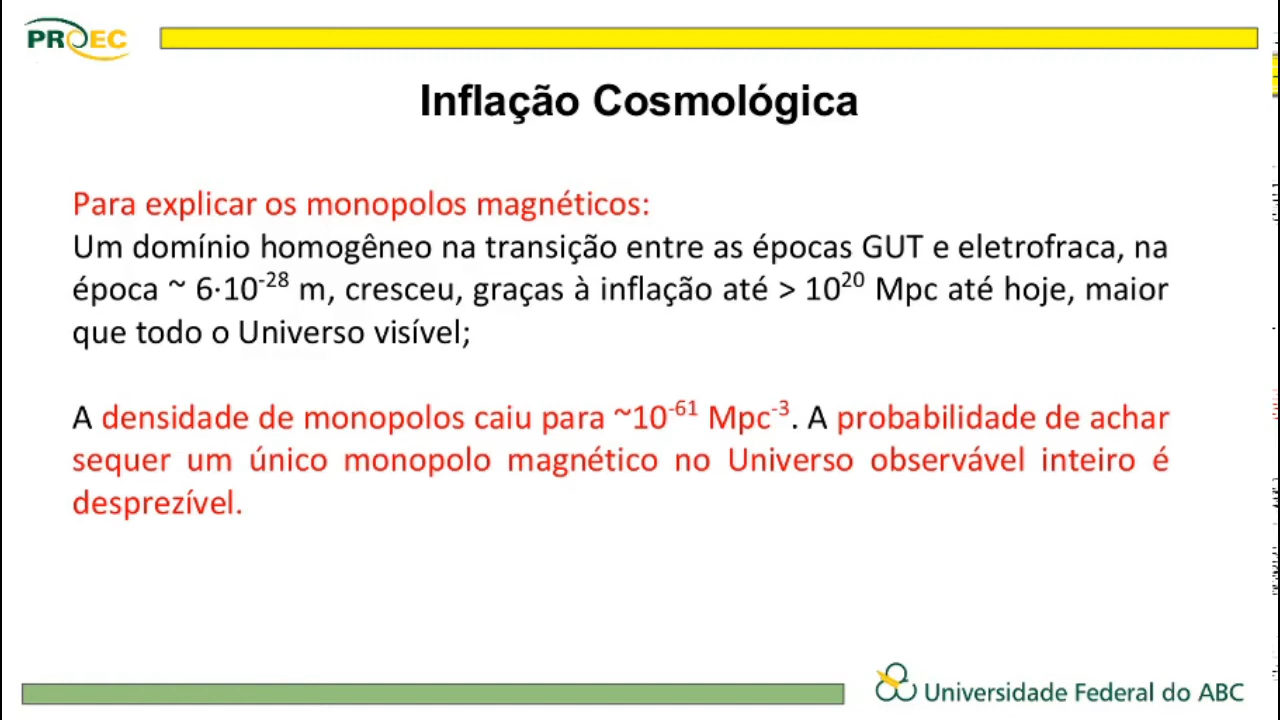 PROEC
Inflação Cosmológica
Para explicar os monopolos magnéticos:
Um domínio homogêneo na transição entre as épocas GUT e eletrofraca, na
época ~ 6·10⁻²⁸ m, cresceu, graças à inflação até > 10²⁰ Mpc até hoje, maior
que todo o Universo visível;
A densidade de monopolos caiu para ~10⁻⁶¹ Mpc⁻³. A probabilidade de achar
sequer um único monopolo magnético no Universo observável inteiro é
desprezível.
Universidade Federal do ABC